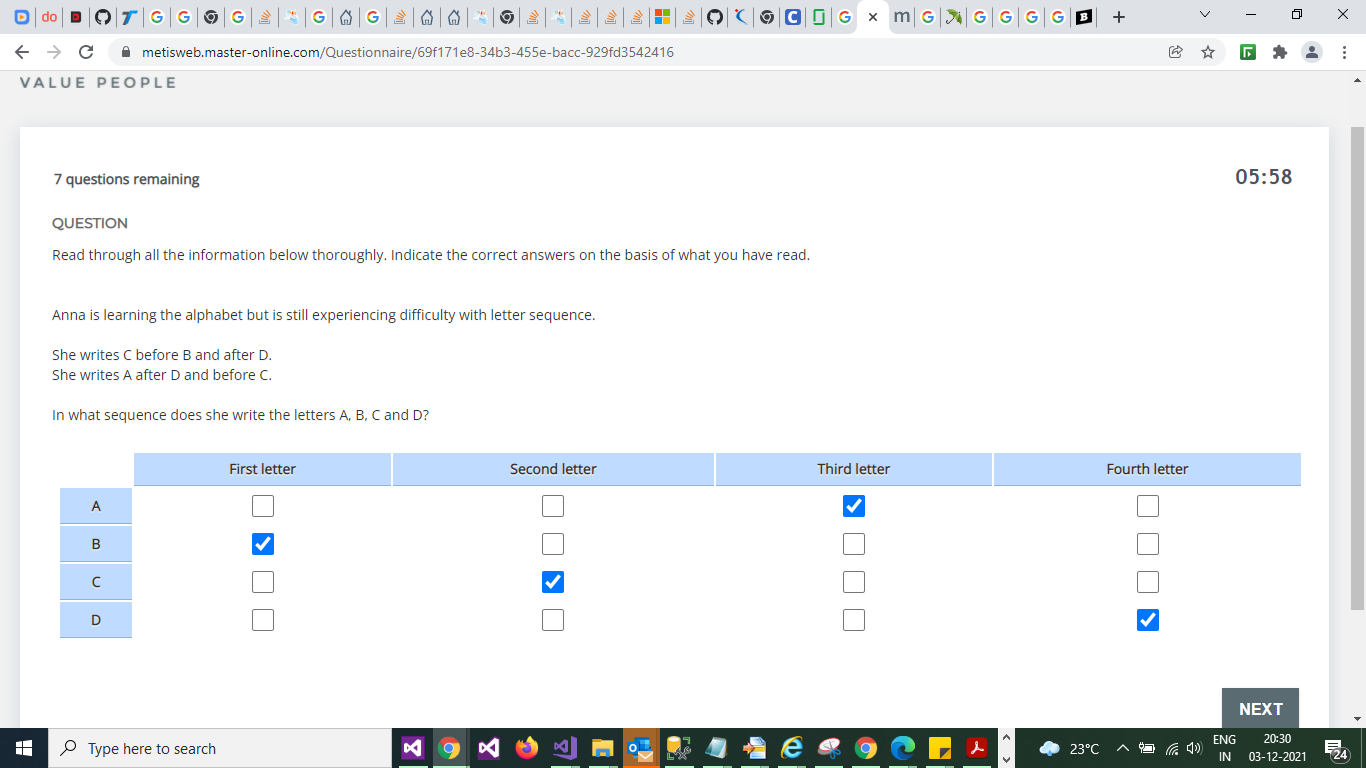 do
m
metisweb.master-online.com/Questionnaire/69f171e8-34b3-455e-bacc-929fd3542416
VALUE PEOPLE
7 questions remaining
05:58
QUESTION
Read through all the information below thoroughly. Indicate the correct answers on the basis of what you have read.
Anna is learning the alphabet but is still experiencing difficulty with letter sequence.
She writes C before B and after D.
She writes A after D and before C.
In what sequence does she write the letters A, B, C and D?
First letter Second letter Third letter Fourth letter
A
B
C
D
NEXT
Type here to search
23°C
ENG
IN
20:30
03-12-2021
24